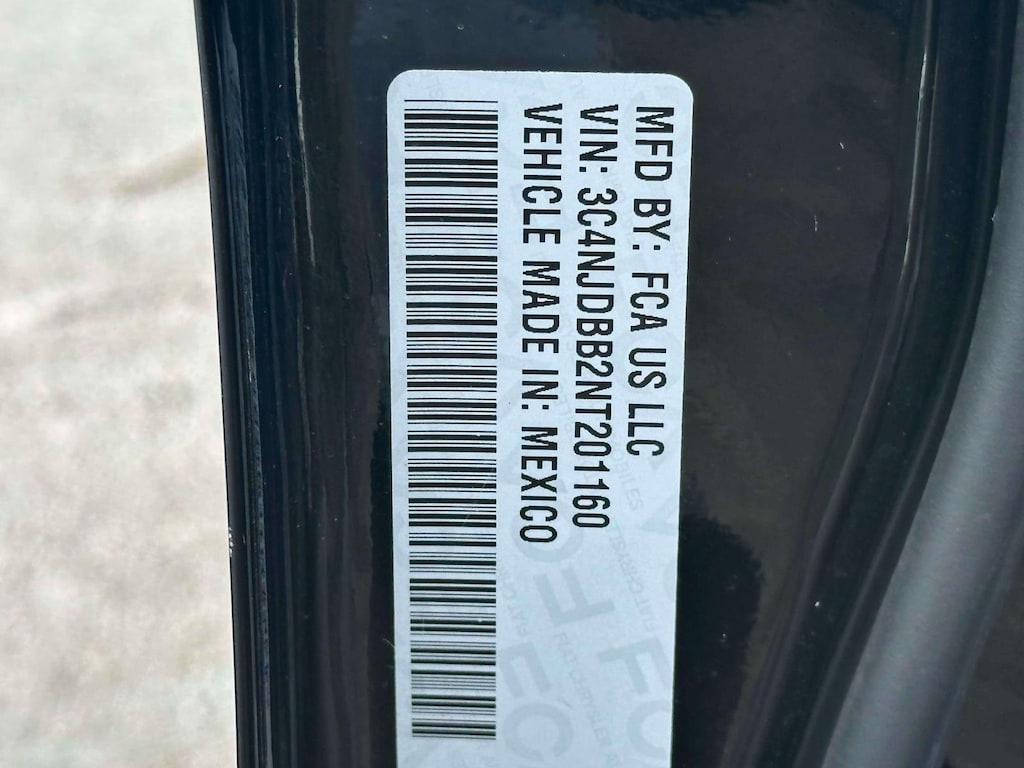 MFD BY: FCA US LLC
VIN: 3C4NJDBB2NT201160
VEHICLE MADE IN: MEXICO